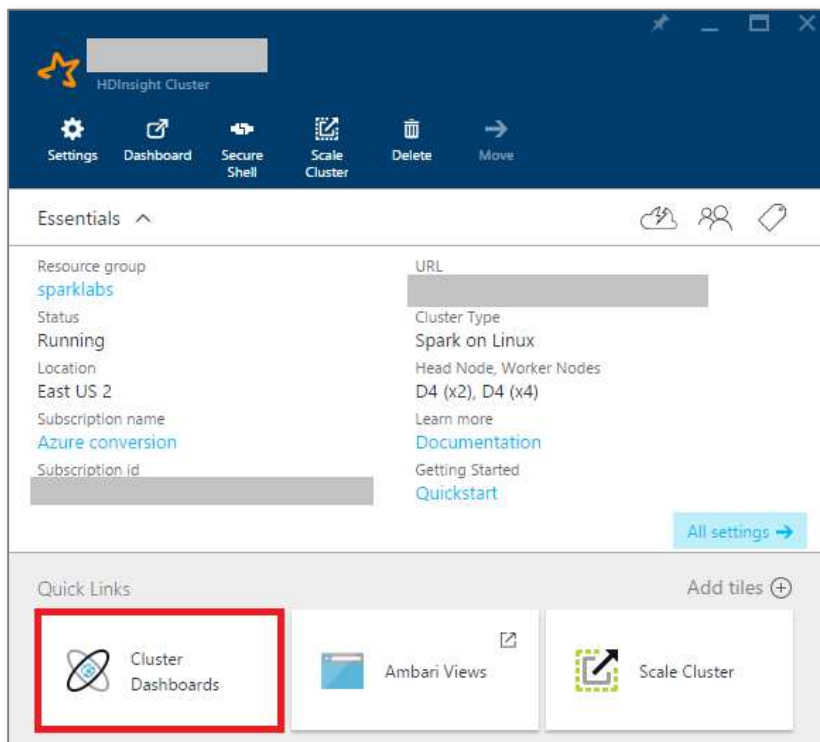 HDInsight Cluster
Settings
Dashboard
Secure
Shell
Scale
Cluster
Delete
Move
Essentials
Resource group
sparklabs
Status
Running
Location
East US 2
Subscription name
Azure conversion
Subscription id
URL
Cluster Type
Spark on Linux
Head Node, Worker Nodes
D4 (x2), D4 (x4)
Learn more
Documentation
Getting Started
Quickstart
All settings
Quick Links
Add tiles
Cluster
Dashboards
Ambari Views
Scale Cluster